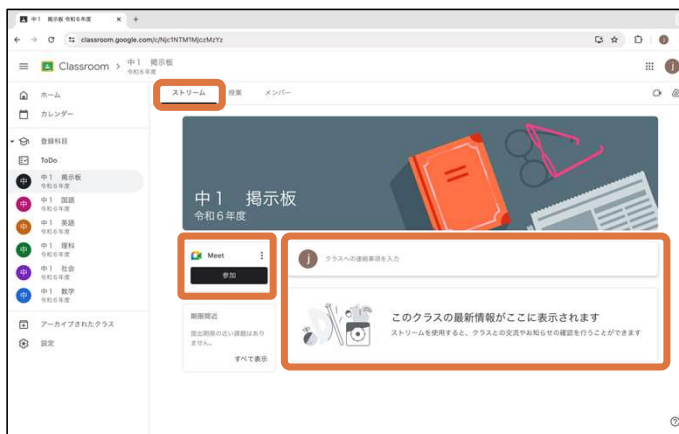 中1 掲示板 令和6年度
classroom.google.com/c/Njc1NTM1MjczMzYz
Classroom
中1 掲示板
令和6年度
ホーム
カレンダー
登録科目
ToDo
中
中1 掲示板
令和6年度
中
中1 国語
令和6年度
中
中1 英語
令和6年度
中
中1 理科
令和6年度
中
中1 社会
令和6年度
中
中1 数学
令和6年度
アーカイブされたクラス
設定
ストリーム 授業 メンバー
中1 掲示板
令和6年度
Meet
参加
期限間近
提出期限の近い課題はあり
ません。
すべて表示
j クラスへの連絡事項を入力
このクラスの最新情報がここに表示されます
ストリームを使用すると、クラスとの交流やお知らせの確認を行うことができます